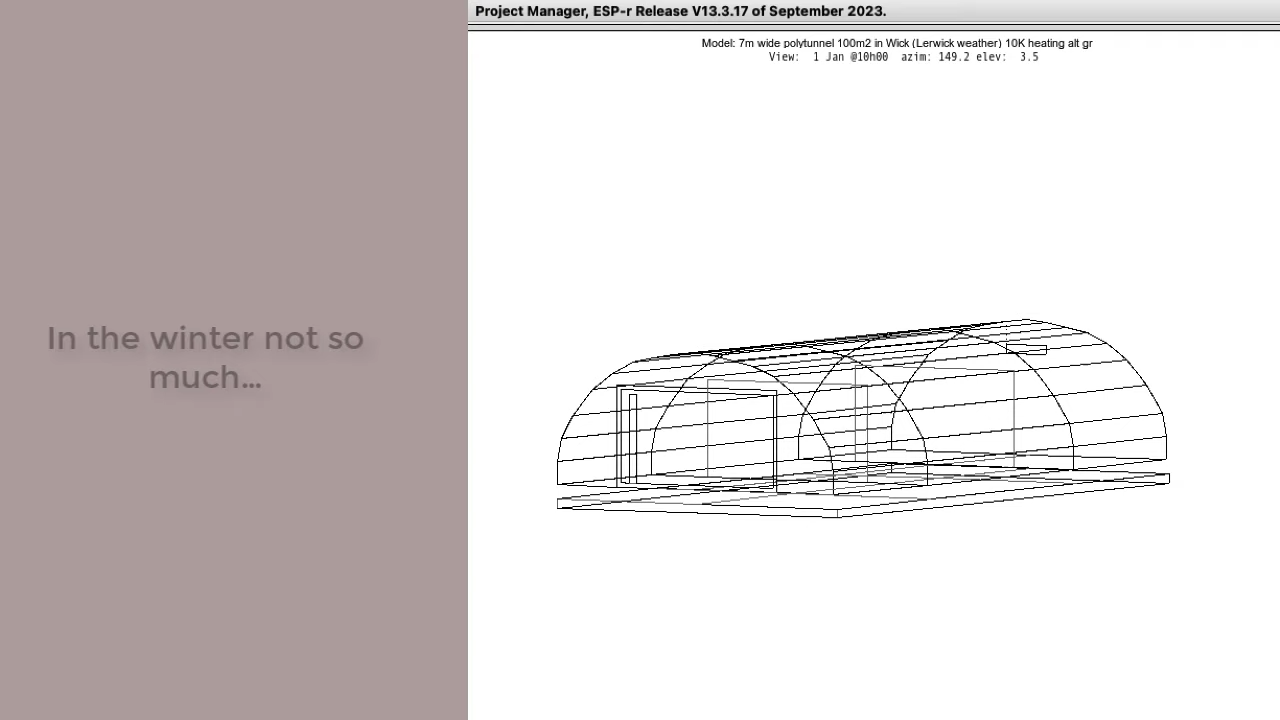 Project Manager, ESP-r Release V13.3.17 of September 2023.
Model: 7m wide polytunnel 100m2 in Wick (Lerwick weather) 10K heating alt gr
View: 1 Jan @10h00 azim: 149.2 elev: 3.5
In the winter not so
much...